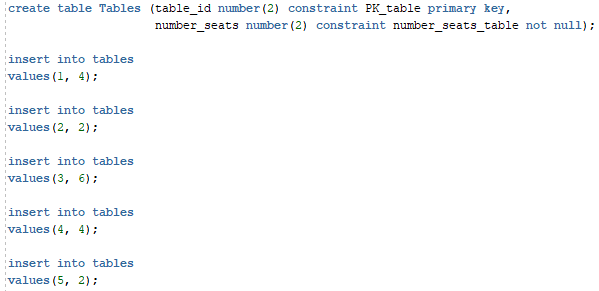 create table Tables (table_id number(2) constraint PK_table primary key,
number_seats number(2) constraint number_seats_table not null);
insert into tables
values(1, 4);
insert into tables
values(2, 2);
insert into tables
values(3, 6);
insert into tables
values(4, 4);
insert into tables
values(5, 2);